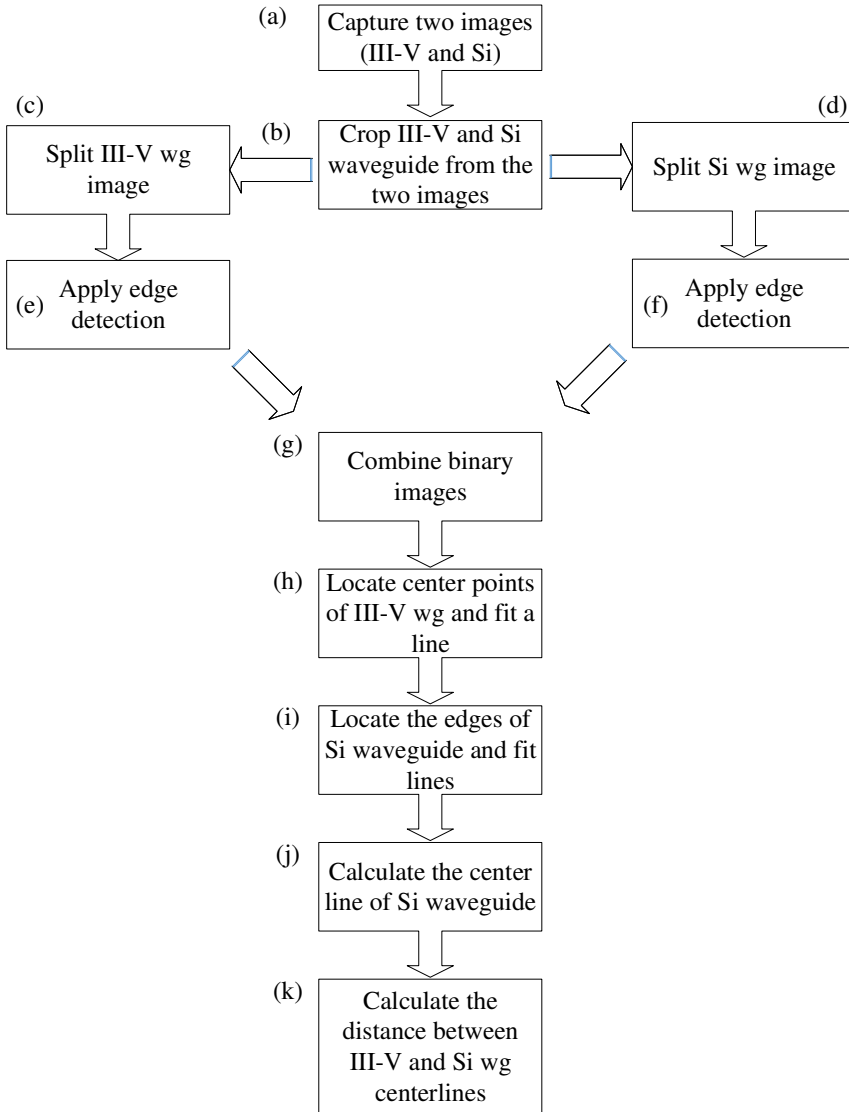 (a)
Capture two images
(III-V and Si)
(c)
(d)
(b)
Split III-V wg
image
Crop III-V and Si
waveguide from the
two images
Split Si wg image
(e)
Apply edge
detection
(f)
Apply edge
detection
(g)
Combine binary
images
(h)
Locate center points
of III-V wg and fit a
line
(i)
Locate the edges of
Si waveguide and fit
lines
(j)
Calculate the center
line of Si waveguide
(k)
Calculate the
distance between
III-V and Si wg
centerlines